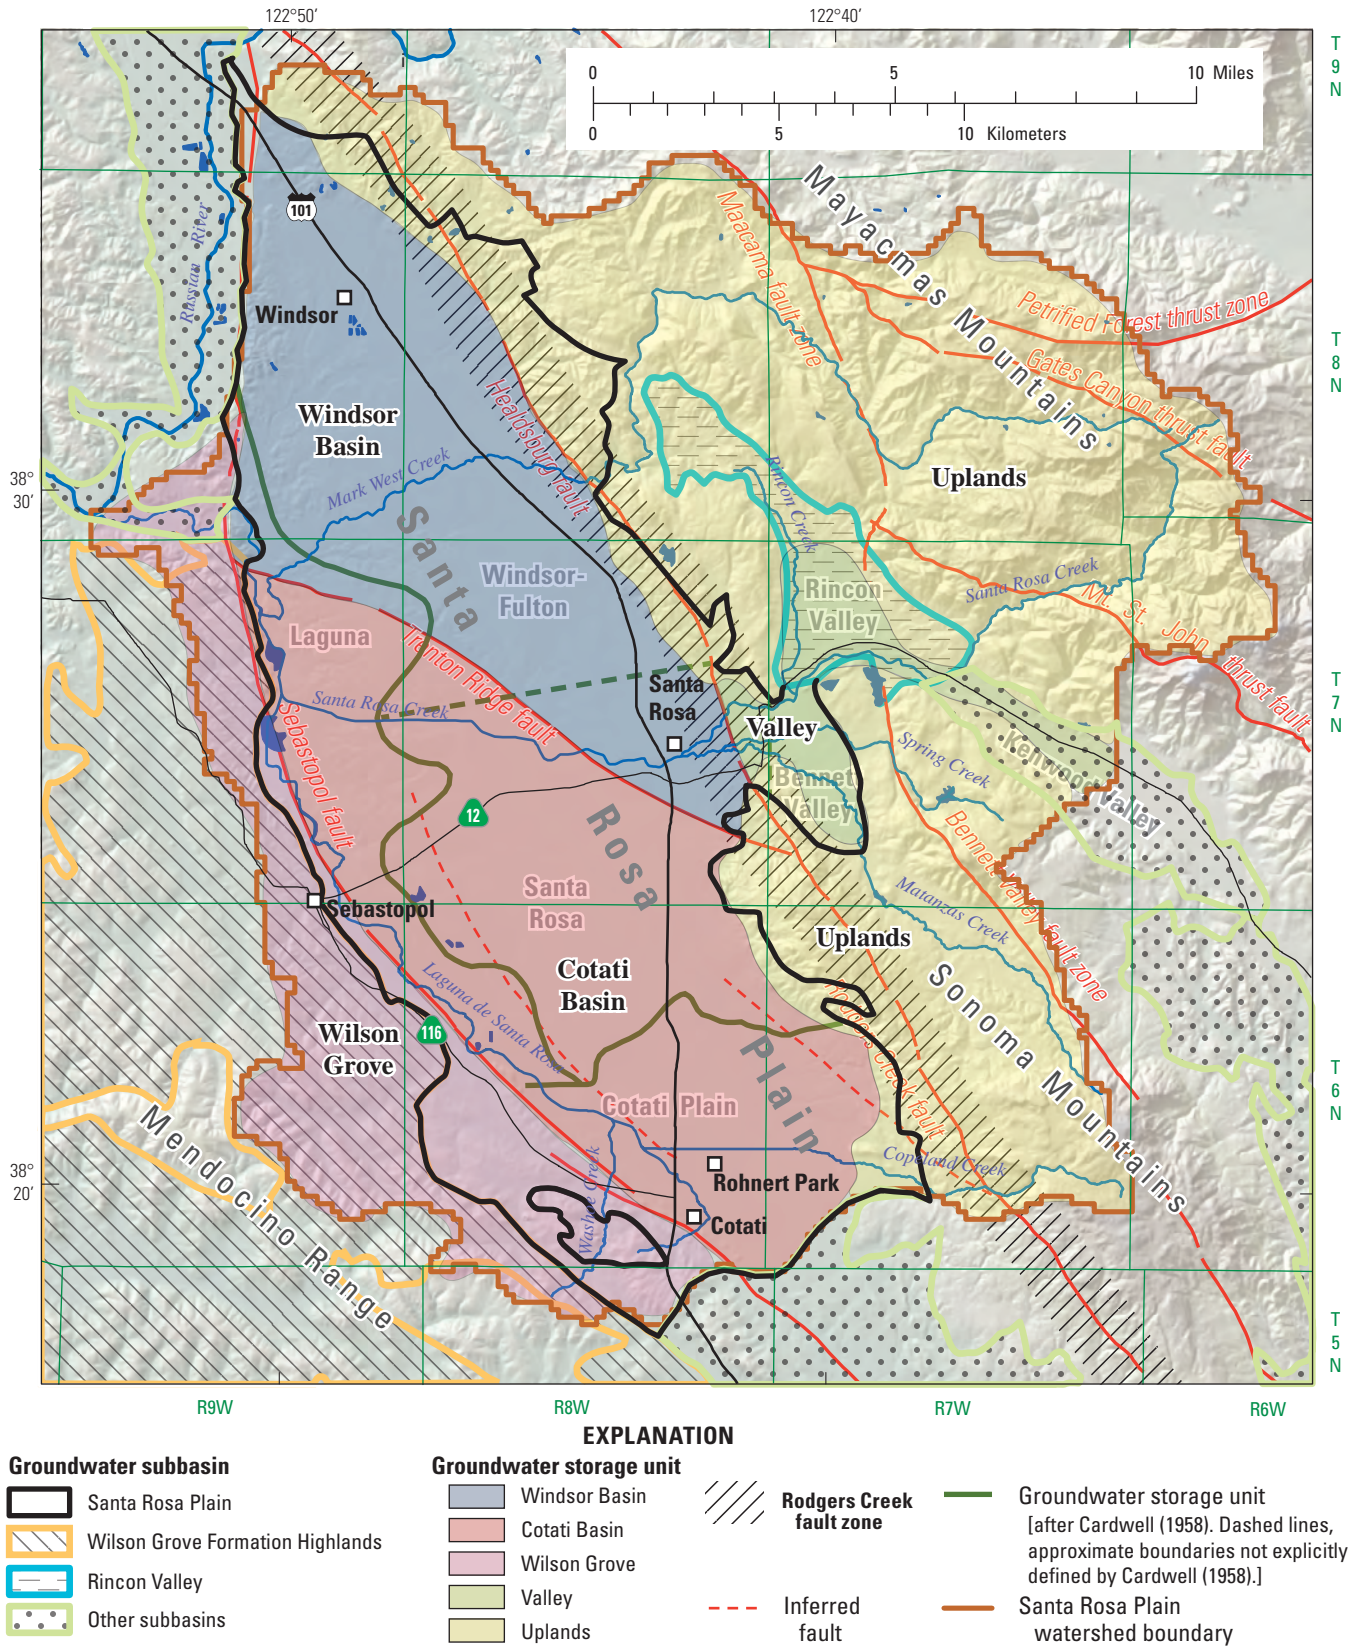 122°50′
122°40′
T
9
N
0
5
10 Miles
0
5
10 Kilometers
Mayacmas Mountains
101
Russian River
Maacama fault zone
Petrified Forest thrust zone
Windsor
T
8
N
Gates Canyon thrust fault
Healdsburg fault
Windsor
Basin
Mark West Creek
Rincon Creek
Uplands
38°
30′
Santa
Windsor-
Fulton
Rincon
Valley
Santa Rosa Creek
Mt. St. John thrust fault
Laguna
Trenton Ridge fault
Santa
Rosa
T
7
N
Santa Rosa Creek
Sebastopol fault
Valley
Spring Creek
Kenwood Valley
Bennett
Valley
12
Rosa
Bennett Valley fault zone
Santa
Rosa
Matanzas Creek
Sebastopol
Uplands
Cotati
Basin
Laguna de Santa Rosa
Sonoma Mountains
Rodgers Creek fault
116
Wilson
Grove
Plain
T
6
N
Cotati Plain
Mendocino Range
Copeland Creek
38°
20′
Washoe Creek
Rohnert Park
Cotati
T
5
N
R9W
R8W
R7W
R6W
EXPLANATION
Groundwater subbasin
Santa Rosa Plain
Wilson Grove Formation Highlands
Rincon Valley
Other subbasins
Groundwater storage unit
Windsor Basin
Cotati Basin
Wilson Grove
Valley
Uplands
Rodgers Creek
fault zone
Inferred
fault
Groundwater storage unit
[after Cardwell (1958). Dashed lines,
approximate boundaries not explicitly
defined by Cardwell (1958).]
Santa Rosa Plain
watershed boundary